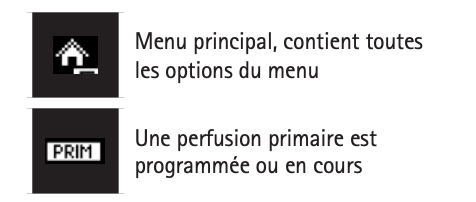 Menu principal, contient toutes
les options du menu
PRIM
Une perfusion primaire est
programmée ou en cours